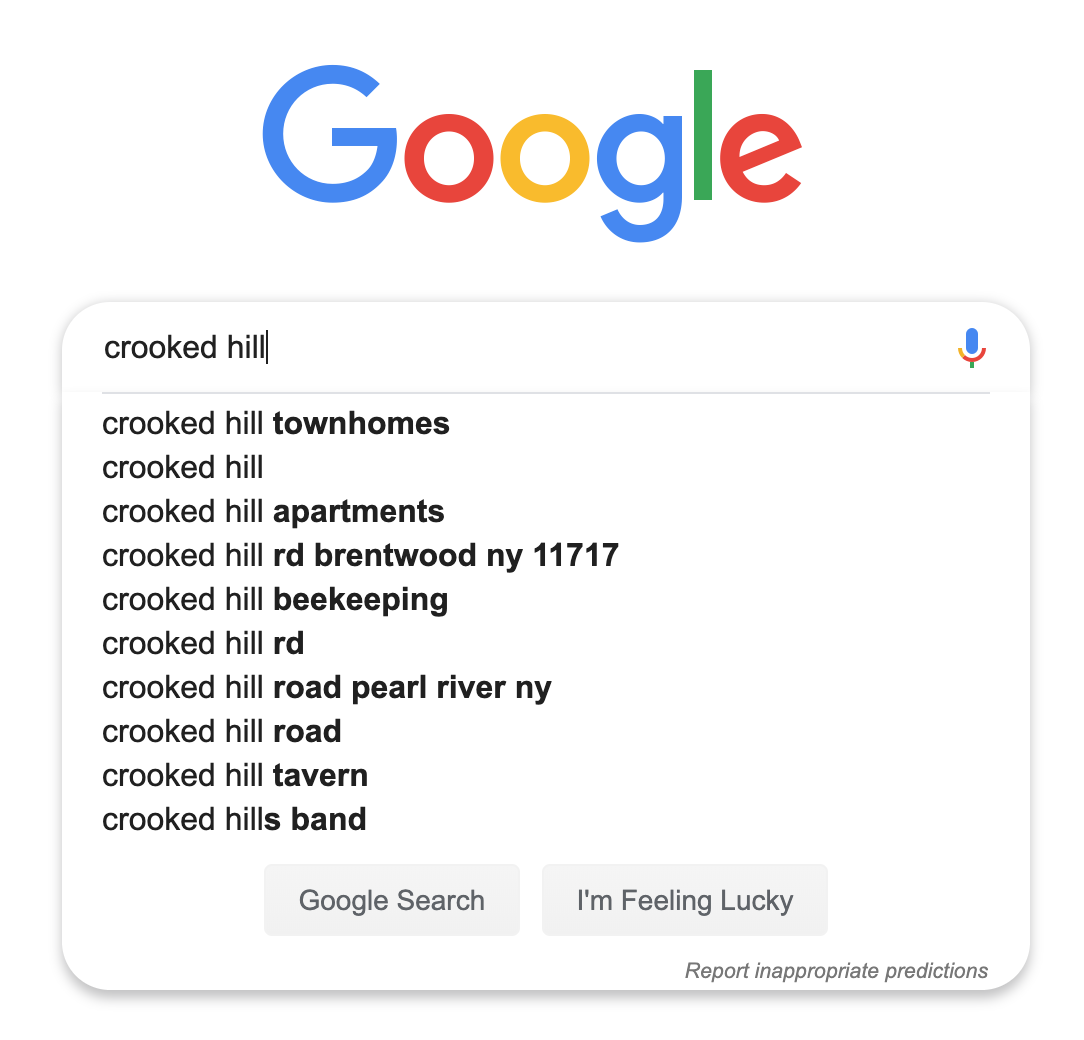 Google
crooked hill
crooked hill townhomes
crooked hill
crooked hill apartments
crooked hill rd brentwood ny 11717
crooked hill beekeeping
crooked hill rd
crooked hill road pearl river ny
crooked hill road
crooked hill tavern
crooked hills band
Google Search I'm Feeling Lucky
Report inappropriate predictions